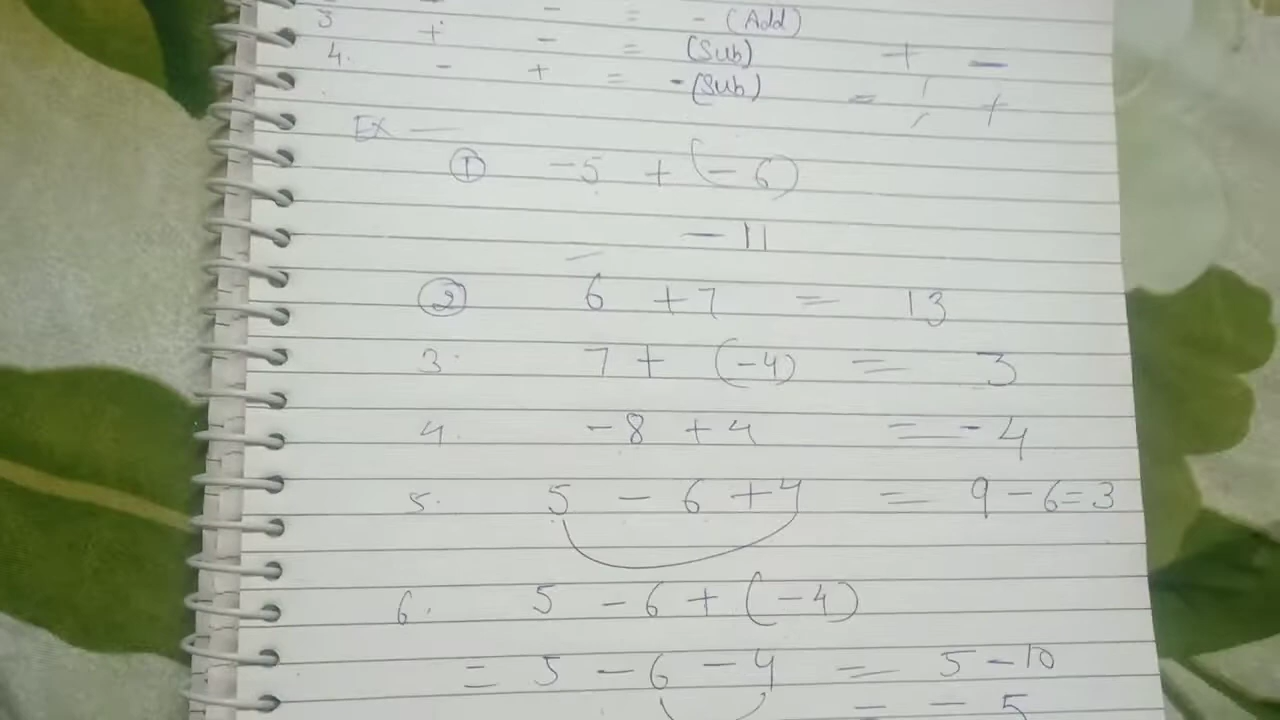 - - = - (Add)
3 + - = (Sub) + -
4. - + = -(Sub) = , +
Ex —
① -5 + (-6)
-11
② 6 + 7 = 13
3. 7 + (-4) = 3
4. -8 + 4 = -4
5. 5 - 6 + 4 = 9 - 6 = 3
6. 5 - 6 + (-4)
= 5 - 6 - 4 = 5 - 10
= - 5